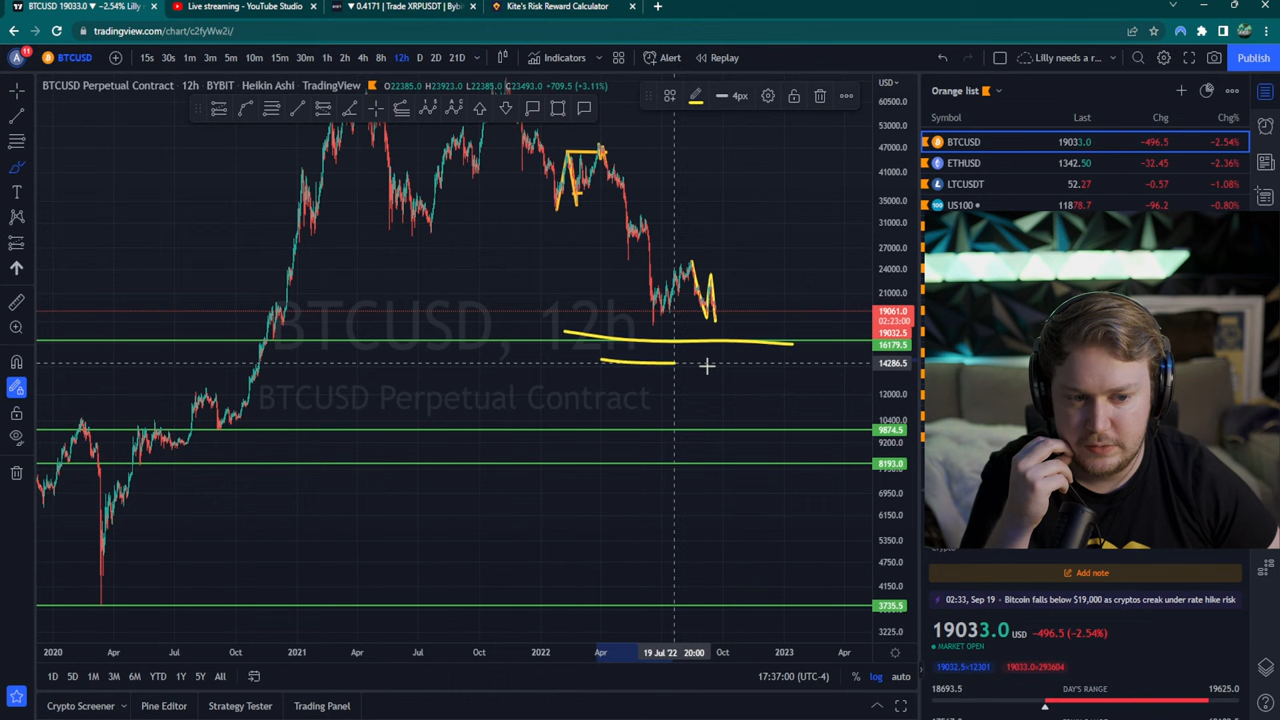 BTCUSD 19033.0 ▼ −2.54% Lilly
Live streaming - YouTube Studio
▼ 0.4171 | Trade XRPUSDT | Byb
Kite's Risk Reward Calculator
tradingview.com/chart/c2fyWw2i/
A 11 BTCUSD 15s 30s 1m 3m 5m 10m 15m 30m 1h 2h 4h 8h 12h D 2D 21D Indicators Alert Replay Lilly needs a r... Publish
BTCUSD Perpetual Contract · 12h · BYBIT · Heikin Ashi · TradingView O22385.0 H23923.0 L22385.0 C23493.0 +709.5 (+3.11%)
4px
USD
60500.0
53000.0
47000.0
41000.0
35000.0
31000.0
27000.0
24000.0
21000.0
19061.0
02:23:00
19032.5
16179.5
14286.5
12000.0
10400.0
9874.5
9200.0
8193.0
6950.0
6150.0
5350.0
4750.0
4150.0
3735.5
3225.0
BTCUSD, 12h
BTCUSD Perpetual Contract
2020 Apr Jul Oct 2021 Apr Jul Oct 2022 Apr 19 Jul '22 20:00 Oct 2023 Apr
1D 5D 1M 3M 6M YTD 1Y 5Y All
17:37:00 (UTC-4) % log auto
Crypto Screener Pine Editor Strategy Tester Trading Panel
Orange list
Symbol Last Chg Chg%
BTCUSD 19033.0 −496.5 −2.54%
ETHUSD 1342.50 −32.45 −2.36%
LTCUSDT 52.27 −0.57 −1.08%
US100 11878.7 −96.2 −0.80%
Add note
02:33, Sep 19 • Bitcoin falls below $19,000 as cryptos creak under rate hike risk
19033.0 USD −496.5 (−2.54%)
MARKET OPEN
19032.5×12301 19033.0×293604
18693.5 DAY'S RANGE 19625.0